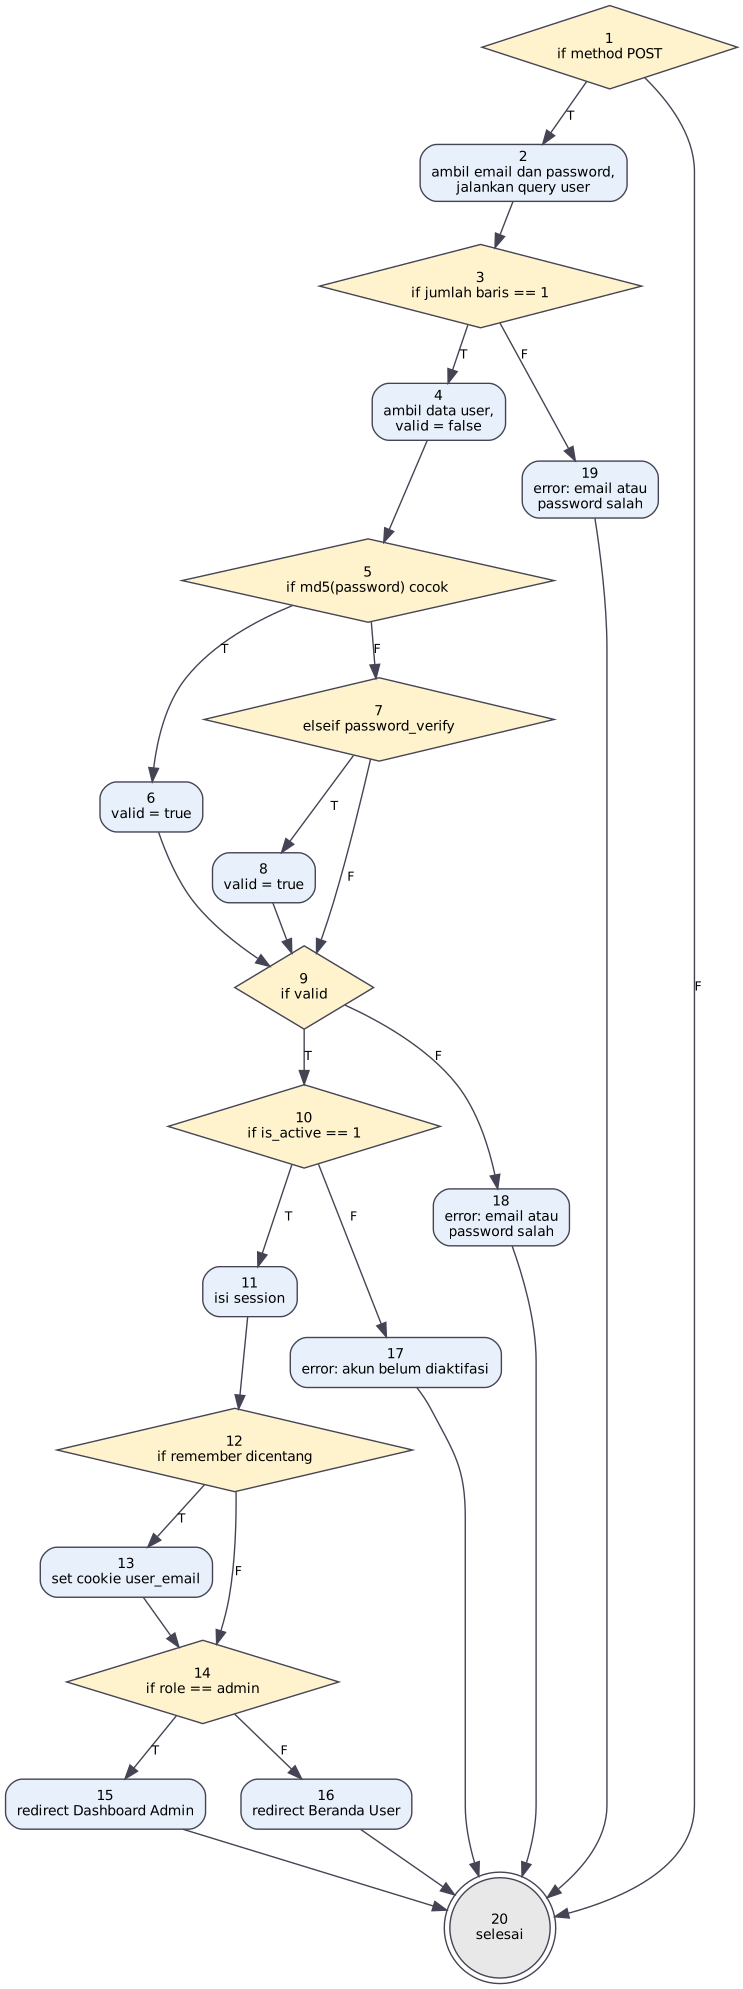 1
if method POST
T
2
ambil email dan password,
jalankan query user
3
if jumlah baris == 1
T
F
4
ambil data user,
valid = false
19
error: email atau
password salah
5
if md5(password) cocok
T
F
7
elseif password_verify
6
valid = true
T
8
valid = true
F
9
if valid
F
T
F
10
if is_active == 1
18
error: email atau
password salah
T
F
11
isi session
17
error: akun belum diaktifasi
12
if remember dicentang
T
13
set cookie user_email
F
14
if role == admin
T
F
15
redirect Dashboard Admin
16
redirect Beranda User
20
selesai